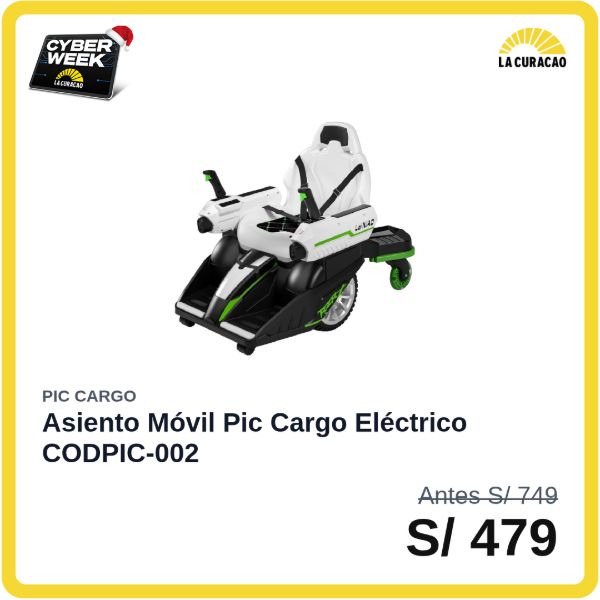 CYBER
WEEK
LA CURACAO
LA CURACAO
PIC CARGO
Asiento Móvil Pic Cargo Eléctrico
CODPIC-002
Antes S/ 749
S/ 479